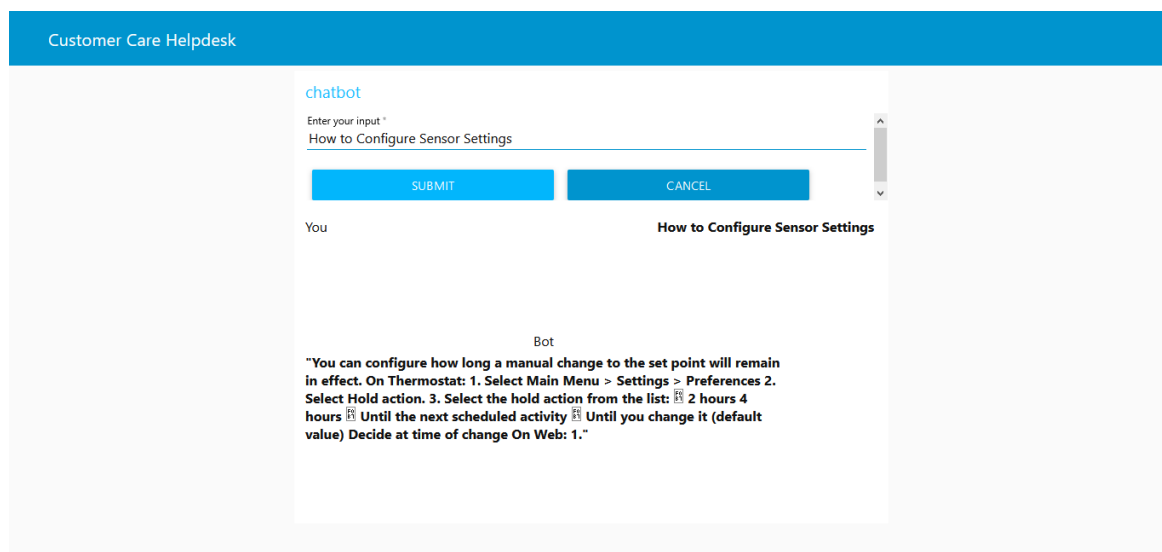 Customer Care Helpdesk
chatbot
Enter your input *
How to Configure Sensor Settings
SUBMIT CANCEL
You How to Configure Sensor Settings
Bot
"You can configure how long a manual change to the set point will remain
in effect. On Thermostat: 1. Select Main Menu > Settings > Preferences 2.
Select Hold action. 3. Select the hold action from the list:  2 hours 4
hours  Until the next scheduled activity  Until you change it (default
value) Decide at time of change On Web: 1."